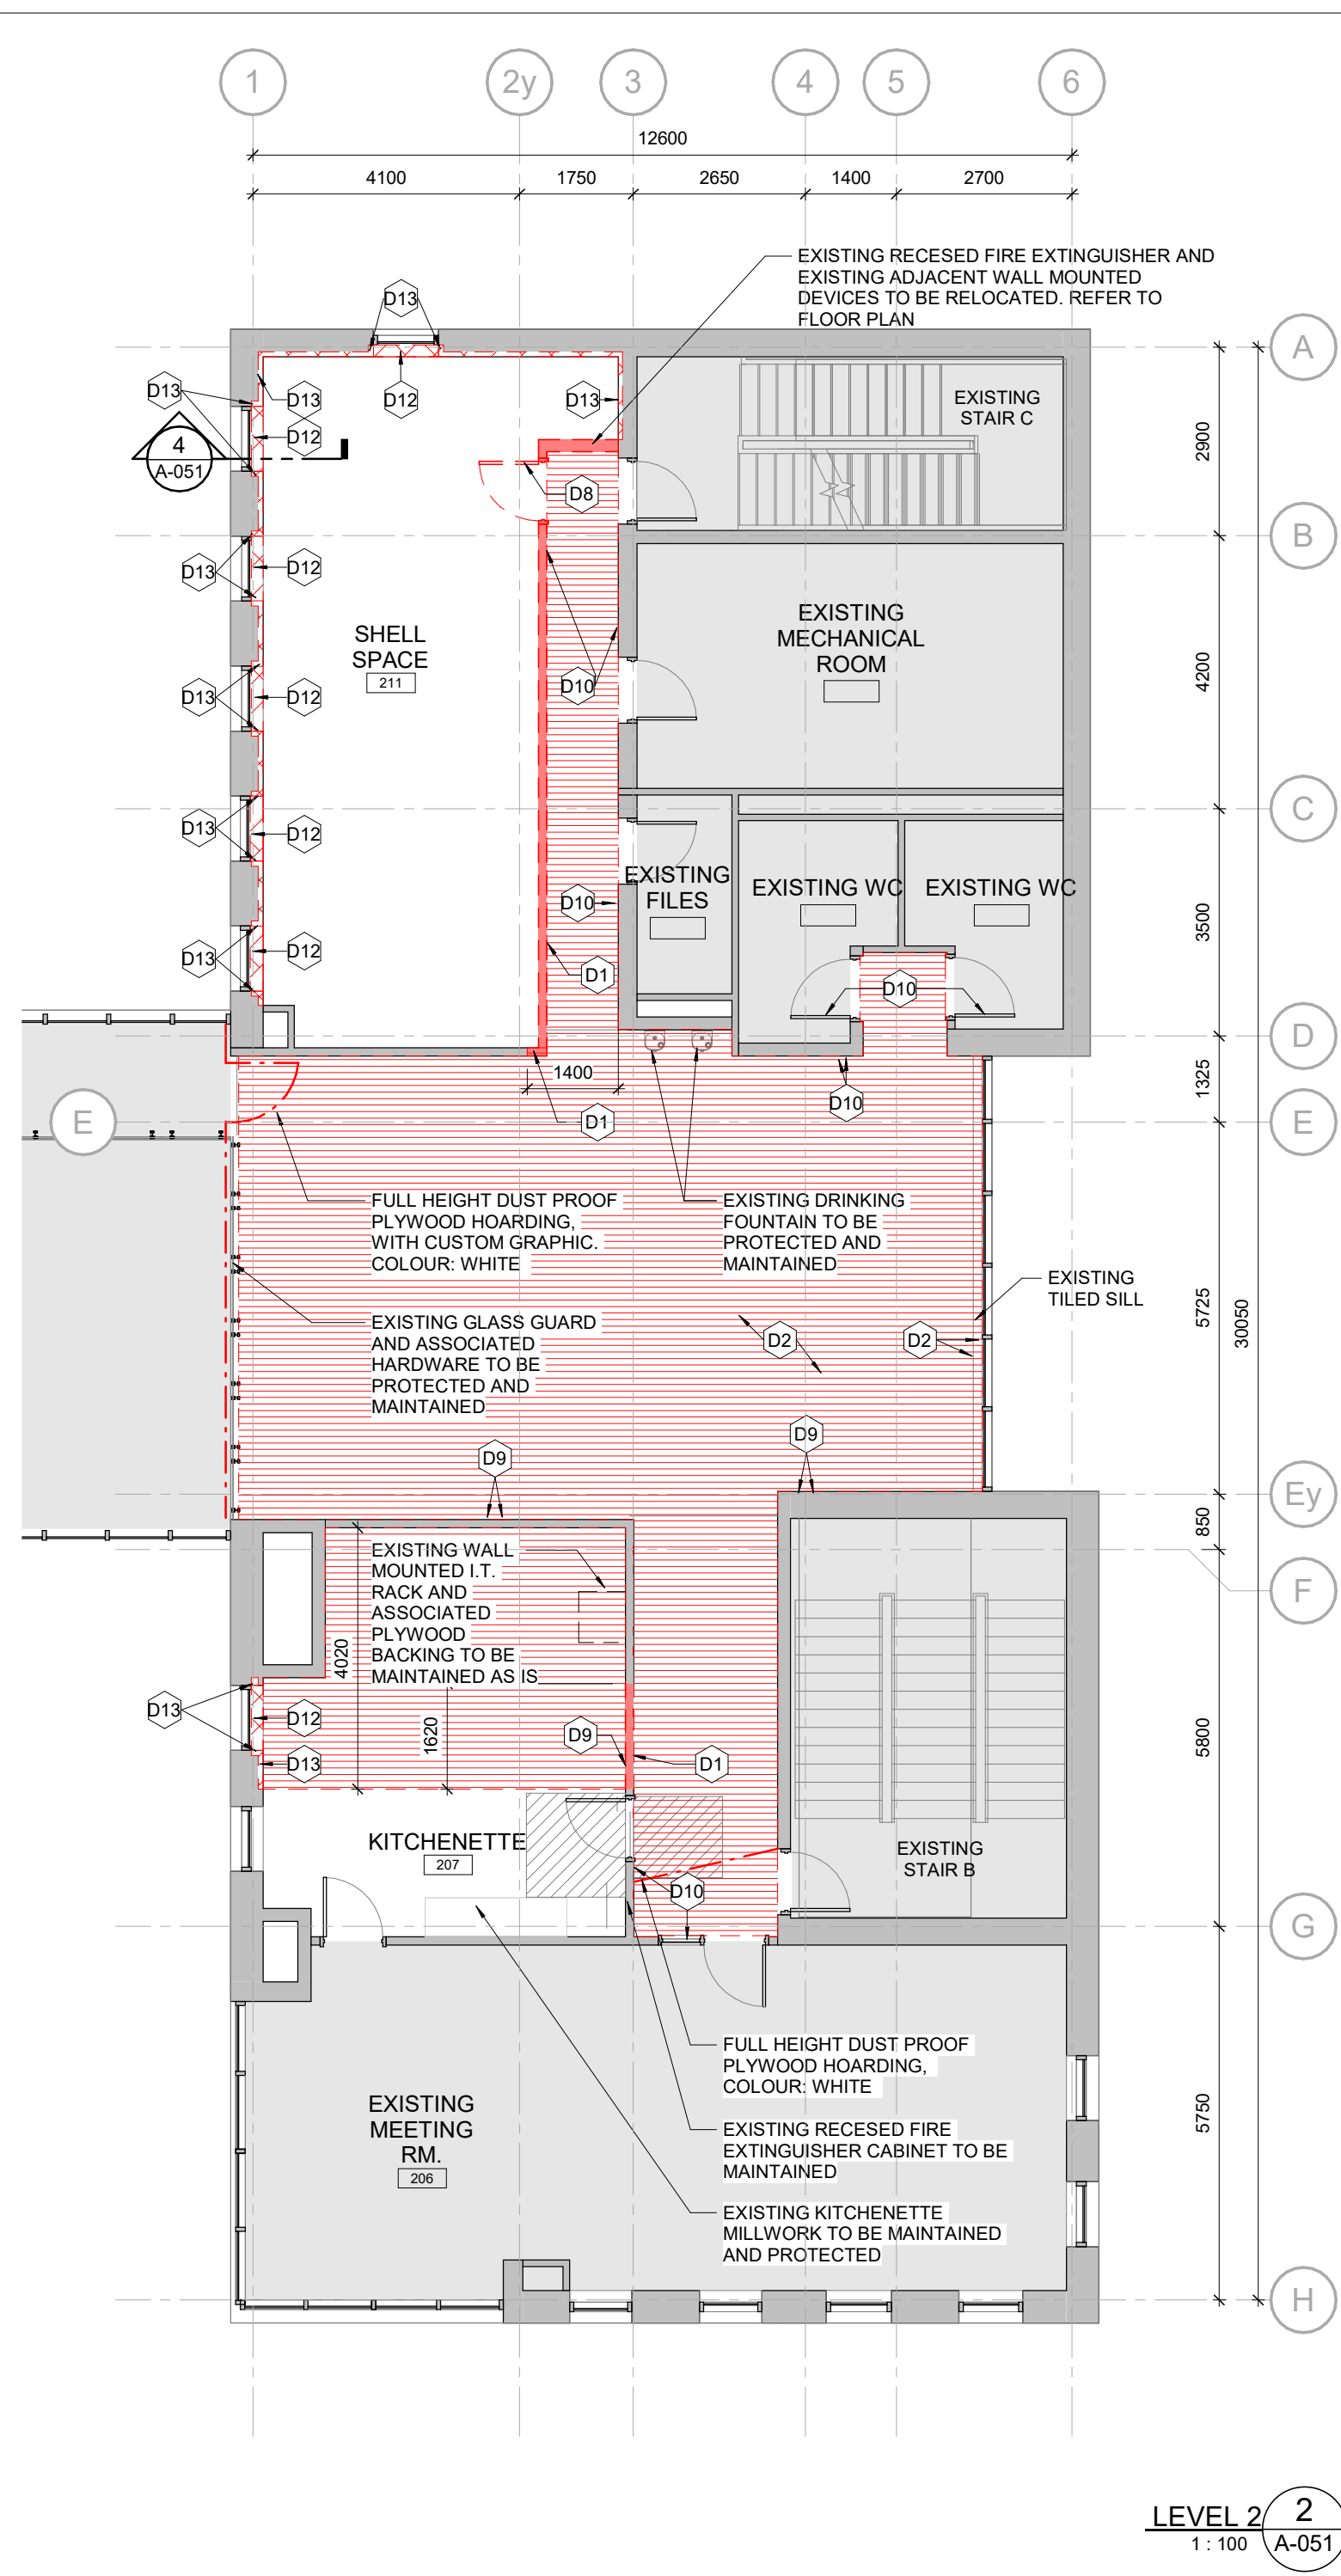 1 2y 3 4 5 6
12600
4100 1750 2650 1400 2700
EXISTING RECESED FIRE EXTINGUISHER AND
EXISTING ADJACENT WALL MOUNTED
DEVICES TO BE RELOCATED. REFER TO
FLOOR PLAN
D13
A
D13
D13
D12
D13
EXISTING
STAIR C
4
A-051
D12
2900
D8
B
D13
D12
SHELL
SPACE
211
EXISTING
MECHANICAL
ROOM
4200
D10
D13
D12
C
D13
D12
EXISTING
FILES
EXISTING WC
EXISTING WC
D10
3500
D13
D12
D1
D10
D
1400
1325
D10
E
D1
E
FULL HEIGHT DUST PROOF
PLYWOOD HOARDING,
WITH CUSTOM GRAPHIC.
COLOUR: WHITE
EXISTING DRINKING
FOUNTAIN TO BE
PROTECTED AND
MAINTAINED
EXISTING
TILED SILL
5725
30050
EXISTING GLASS GUARD
AND ASSOCIATED
HARDWARE TO BE
PROTECTED AND
MAINTAINED
D2
D2
D9
D9
Ey
850
EXISTING WALL
MOUNTED I.T.
RACK AND
ASSOCIATED
PLYWOOD
BACKING TO BE
MAINTAINED AS IS
F
4020
D13
D12
1620
D9
D1
D13
5800
KITCHENETTE
207
EXISTING
STAIR B
D10
G
FULL HEIGHT DUST PROOF
PLYWOOD HOARDING,
COLOUR: WHITE
EXISTING
MEETING
RM.
206
5750
EXISTING RECESED FIRE
EXTINGUISHER CABINET TO BE
MAINTAINED
EXISTING KITCHENETTE
MILLWORK TO BE MAINTAINED
AND PROTECTED
H
LEVEL 2
1 : 100
2
A-051